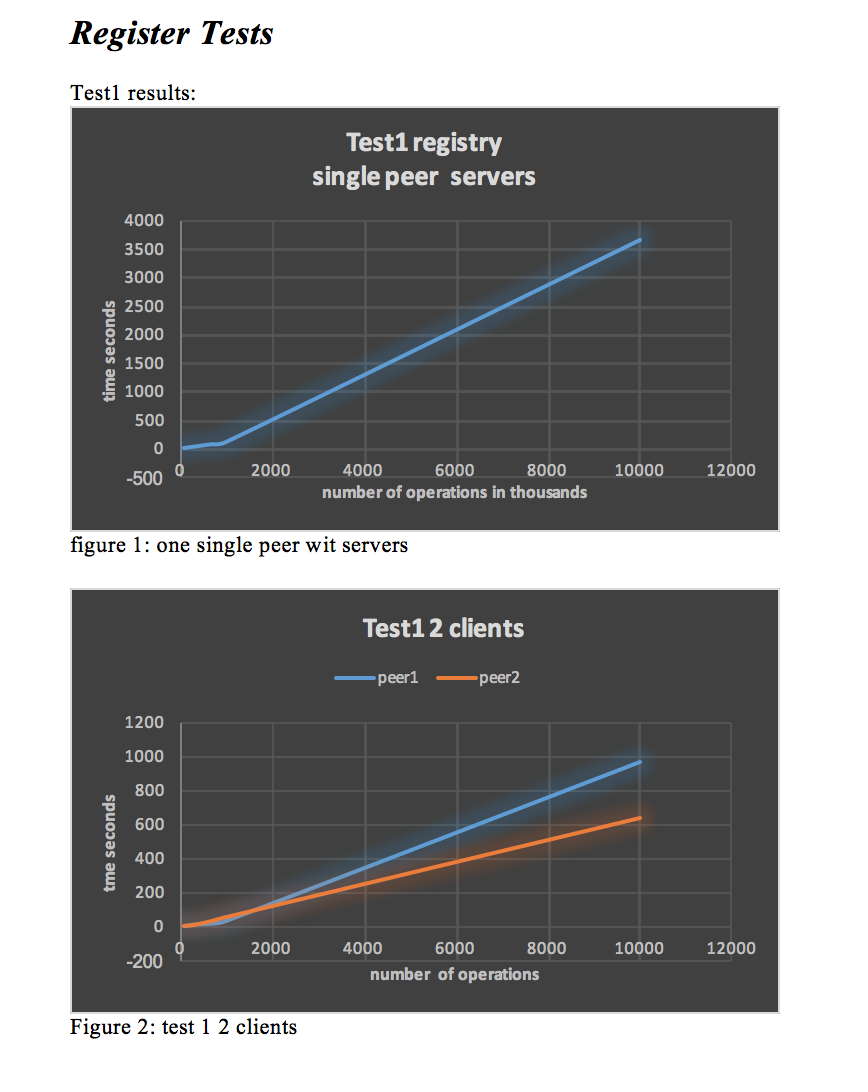 Register Tests
Test1 results:
Test1 registry
single peer servers
4000
3500
3000
2500
2000
1500
1000
500
0
-500
time seconds
0 2000 4000 6000 8000 10000 12000
number of operations in thousands
figure 1: one single peer wit servers
Test1 2 clients
peer1 peer2
1200
1000
800
600
400
200
0
-200
tme seconds
0 2000 4000 6000 8000 10000 12000
number of operations
Figure 2: test 1 2 clients